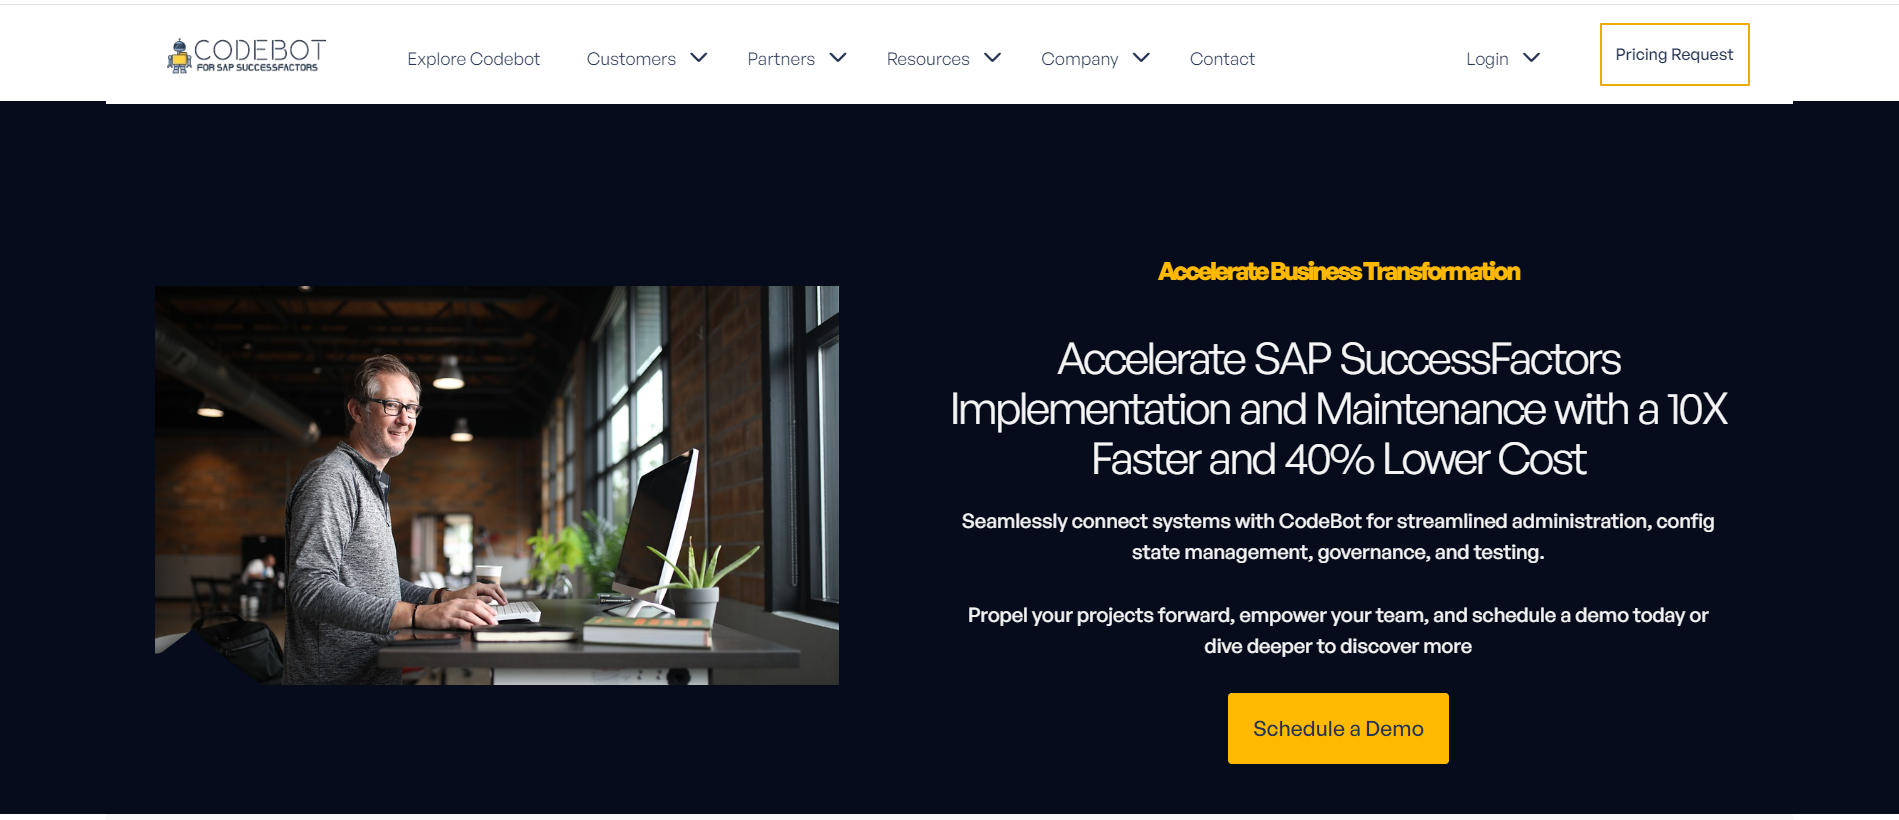 CODEBOT
FOR SAP SUCCESSFACTORS
Explore Codebot
Customers
Partners
Resources
Company
Contact
Login
Pricing Request
Accelerate Business Transformation
Accelerate SAP SuccessFactors
Implementation and Maintenance with a 10X
Faster and 40% Lower Cost
Seamlessly connect systems with CodeBot for streamlined administration, config
state management, governance, and testing.
Propel your projects forward, empower your team, and schedule a demo today or
dive deeper to discover more
Schedule a Demo